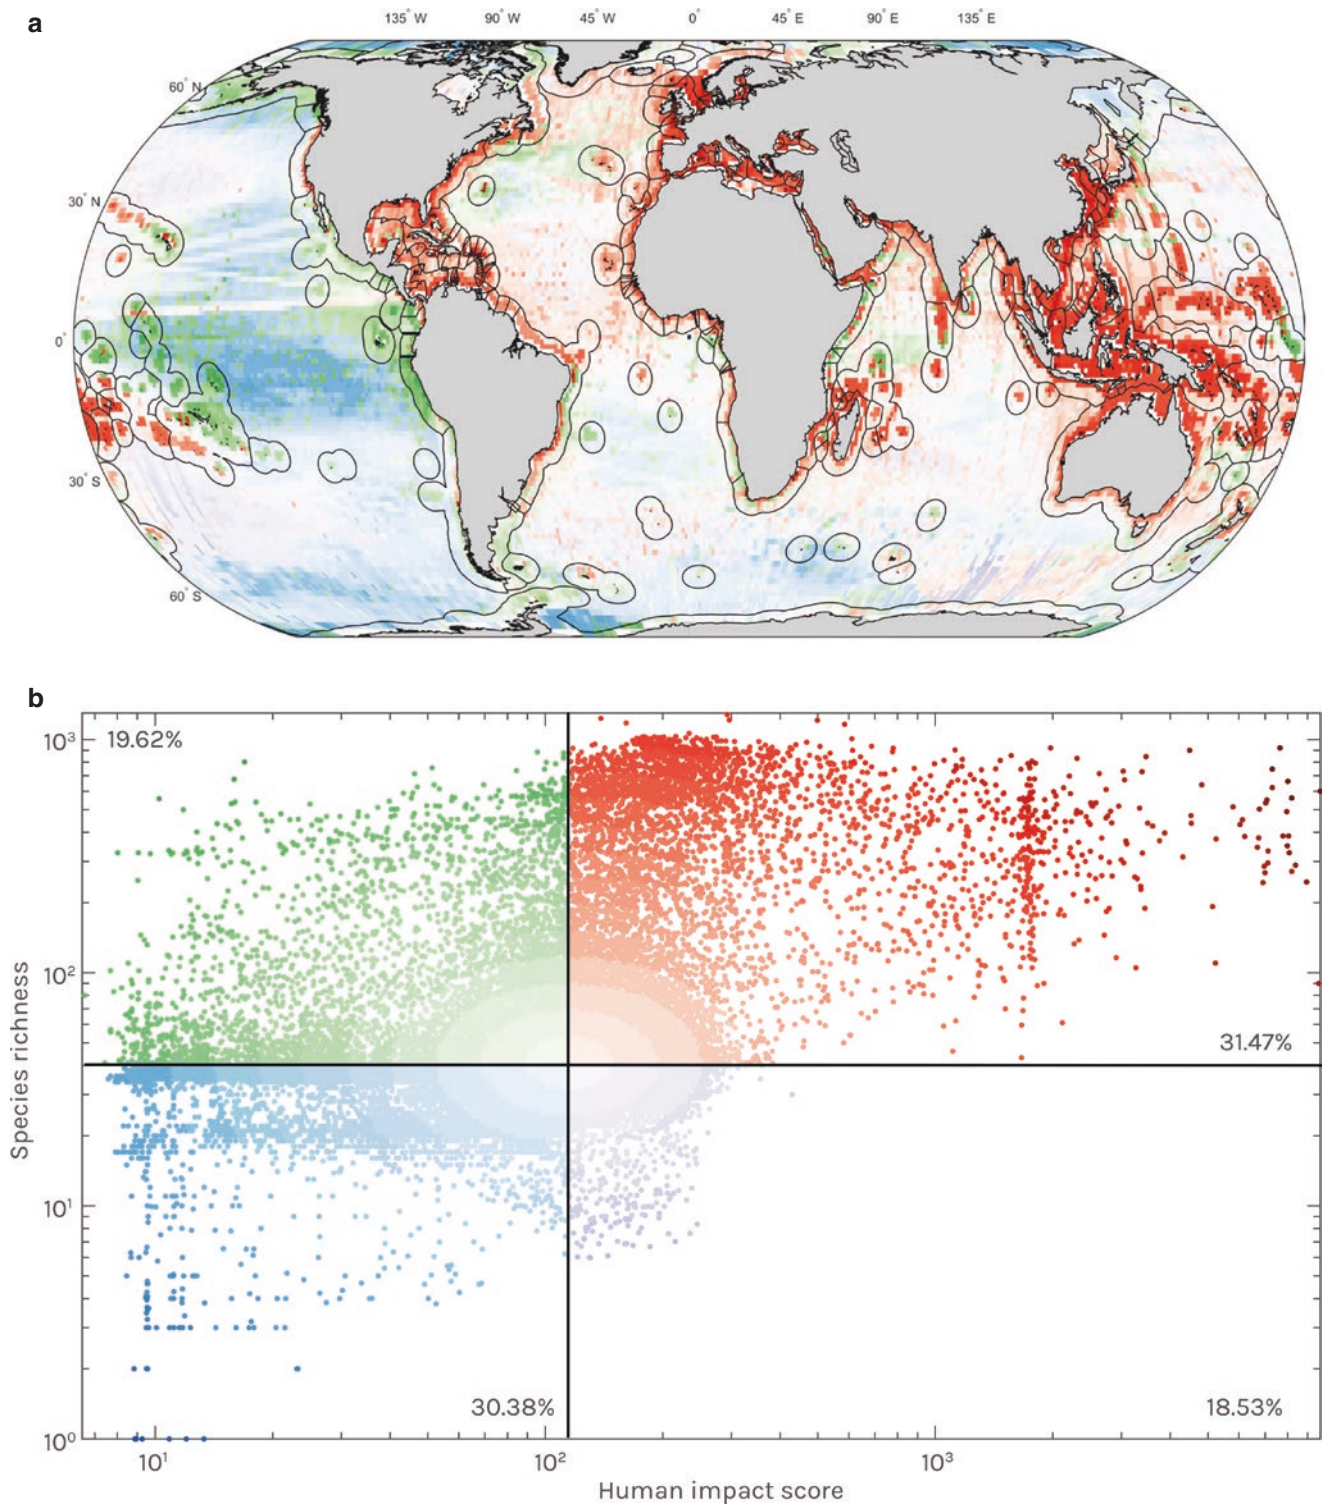 a
135° W 90° W 45° W 0° 45° E 90° E 135° E
60° N
30° N
0°
30° S
60° S
b
10³
19.62%
10²
31.47%
Species richness
10¹
30.38%
18.53%
10⁰
10¹ 10² 10³
Human impact score